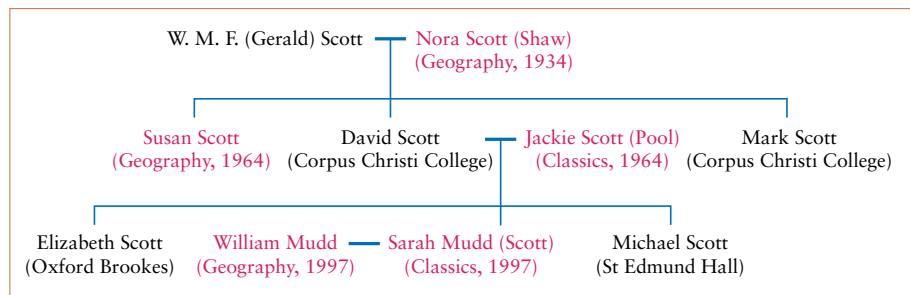 W. M. F. (Gerald) Scott
Nora Scott (Shaw)
(Geography, 1934)
Susan Scott
(Geography, 1964)
David Scott
(Corpus Christi College)
Jackie Scott (Pool)
(Classics, 1964)
Mark Scott
(Corpus Christi College)
Elizabeth Scott
(Oxford Brookes)
William Mudd
(Geography, 1997)
Sarah Mudd (Scott)
(Classics, 1997)
Michael Scott
(St Edmund Hall)